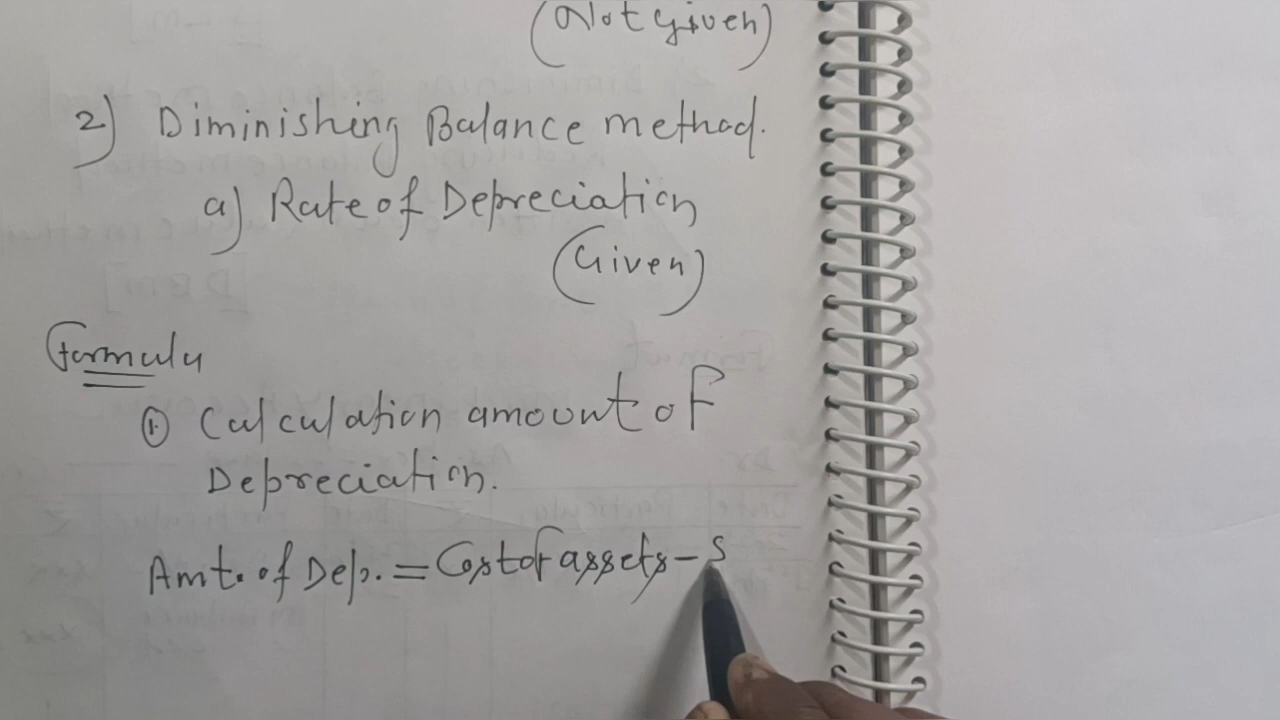 (Not Given)
2) Diminishing Balance method.
a) Rate of Depreciation
(Given)
Formula
① Calculation amount of
Depreciation.
Amt. of Dep. = Cost of assets - S